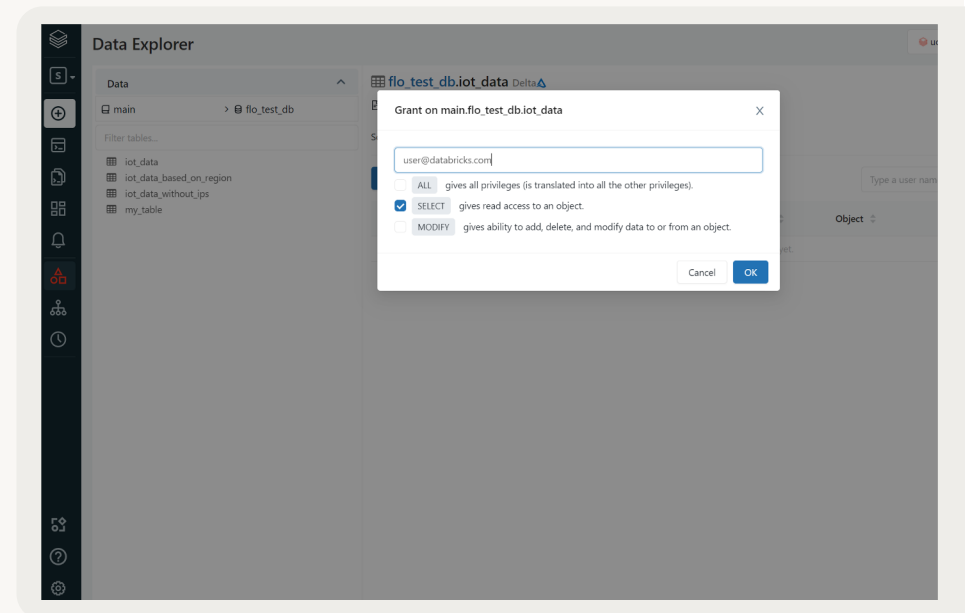 Data Explorer
S
Data
main > flo_test_db
Filter tables...
iot_data
iot_data_based_on_region
iot_data_without_ips
my_table
flo_test_db.iot_data Delta
Grant on main.flo_test_db.iot_data
user@databricks.com
ALL gives all privileges (is translated into all the other privileges).
SELECT gives read access to an object.
MODIFY gives ability to add, delete, and modify data to or from an object.
Cancel OK
Type a user nam
Object
yet.